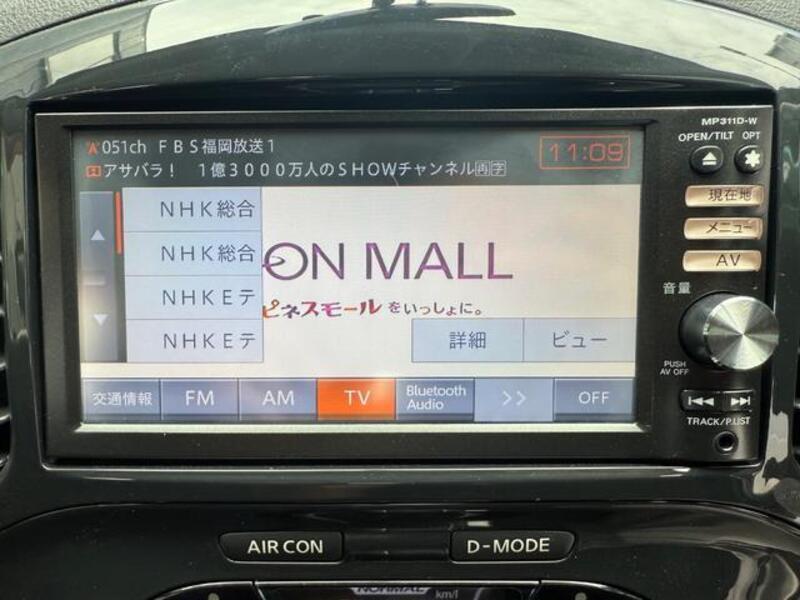 MP311D-W
OPEN/TILT OPT
051ch ＦＢＳ福岡放送１
アサバラ！ １億３０００万人のＳＨＯＷチャンネル両字
11:09
現在地
メニュー
AV
音量
PUSH
AV OFF
TRACK/P.LIST
NHK総合
NHK総合
NHKEテ
NHKEテ
ON MALL
ピネスモールをいっしょに。
詳細 ビュー
交通情報 FM AM TV Bluetooth Audio >> OFF
AIR CON D-MODE
NORMAL km/l